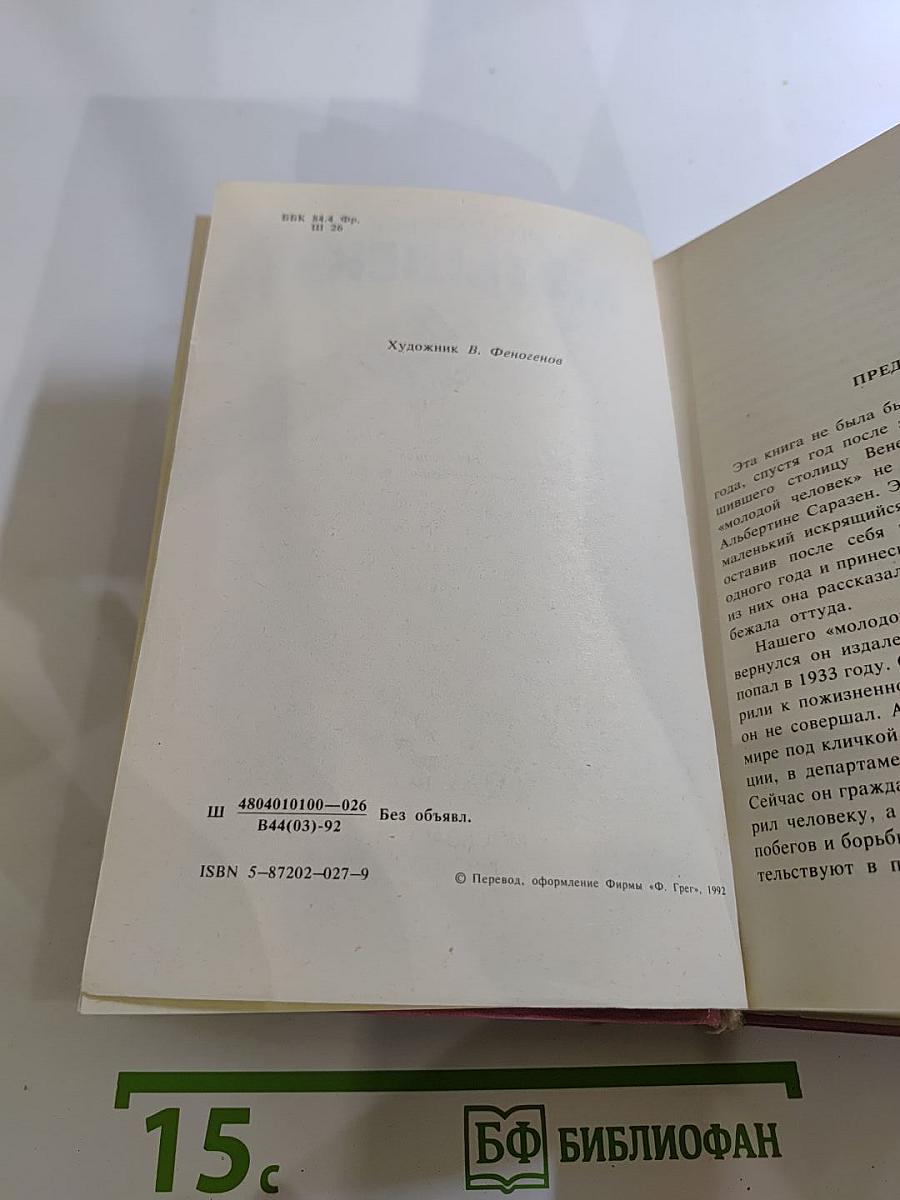 ББК 84.4 Фр.
Ш 26
Художник В. Феногенов
Ш 4804010100—026 Без объявл.
В44(03)-92
ISBN 5—87202—027—9
© Перевод, оформление Фирмы «Ф. Грег», 1992
ПРЕД
Эта книга не была бы
года, спустя год после
шившего столицу Вене
«молодой человек» не
Альбертине Саразен. Э
маленький искрящийся
оставив после себя
одного года и принес
из них она рассказал
бежала оттуда.
Нашего «молодо
вернулся он издале
попал в 1933 году.
рили к пожизненно
он не совершал. А
мире под кличкой
ции, в департаме
Сейчас он гражда
рил человеку, а
побегов и борьб
тельствуют в п
15 с
БФ БИБЛИОФАН